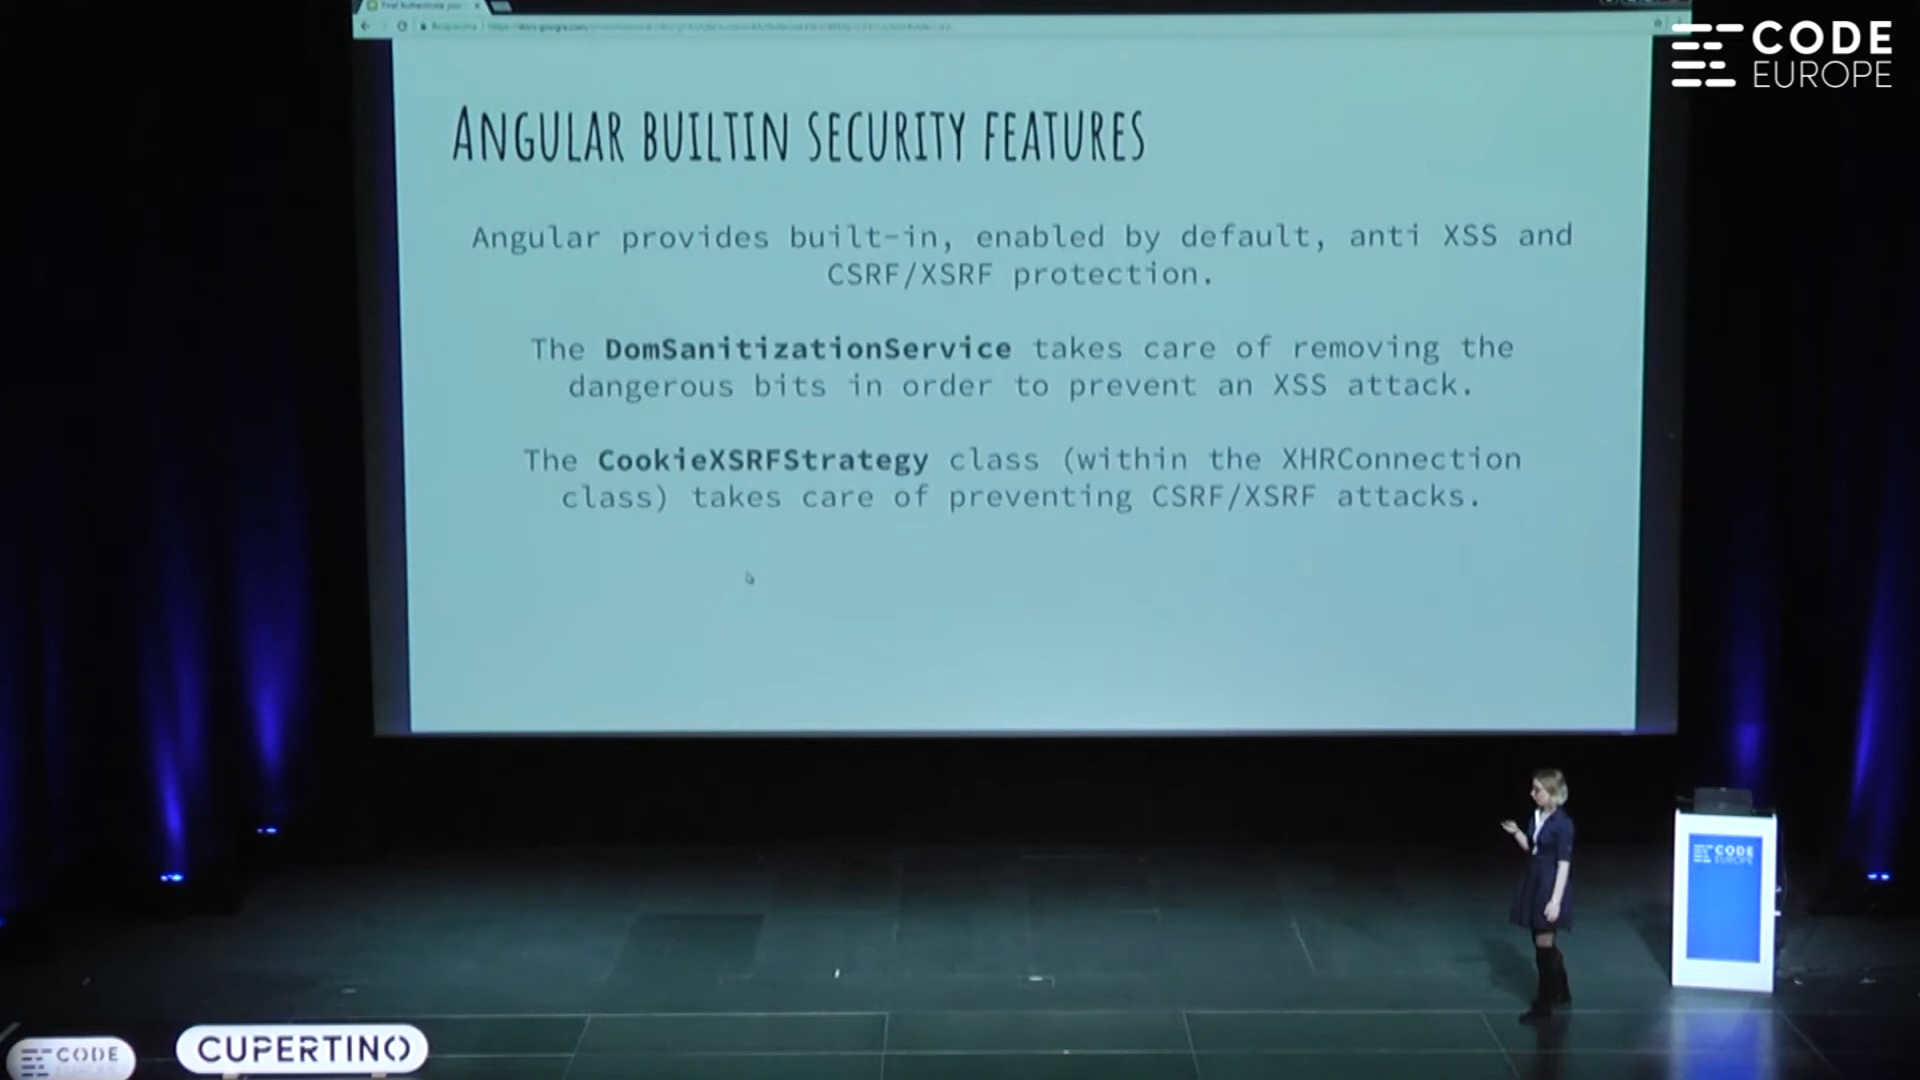 CODE
EUROPE
ANGULAR BUILTIN SECURITY FEATURES
Angular provides built-in, enabled by default, anti XSS and
CSRF/XSRF protection.
The DomSanitizationService takes care of removing the
dangerous bits in order to prevent an XSS attack.
The CookieXSRFStrategy class (within the XHRConnection
class) takes care of preventing CSRF/XSRF attacks.
CODE
EUROPE
CODE
CUPERTINO